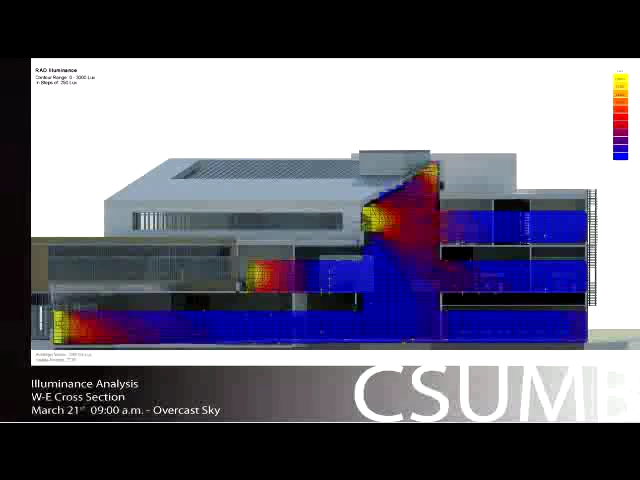 RAD Illuminance
Contour Range: 0 - 3000 Lux
In Steps of: 250 Lux
Illuminance Analysis
W-E Cross Section
March 21st 09:00 a.m. - Overcast Sky
CSUMB